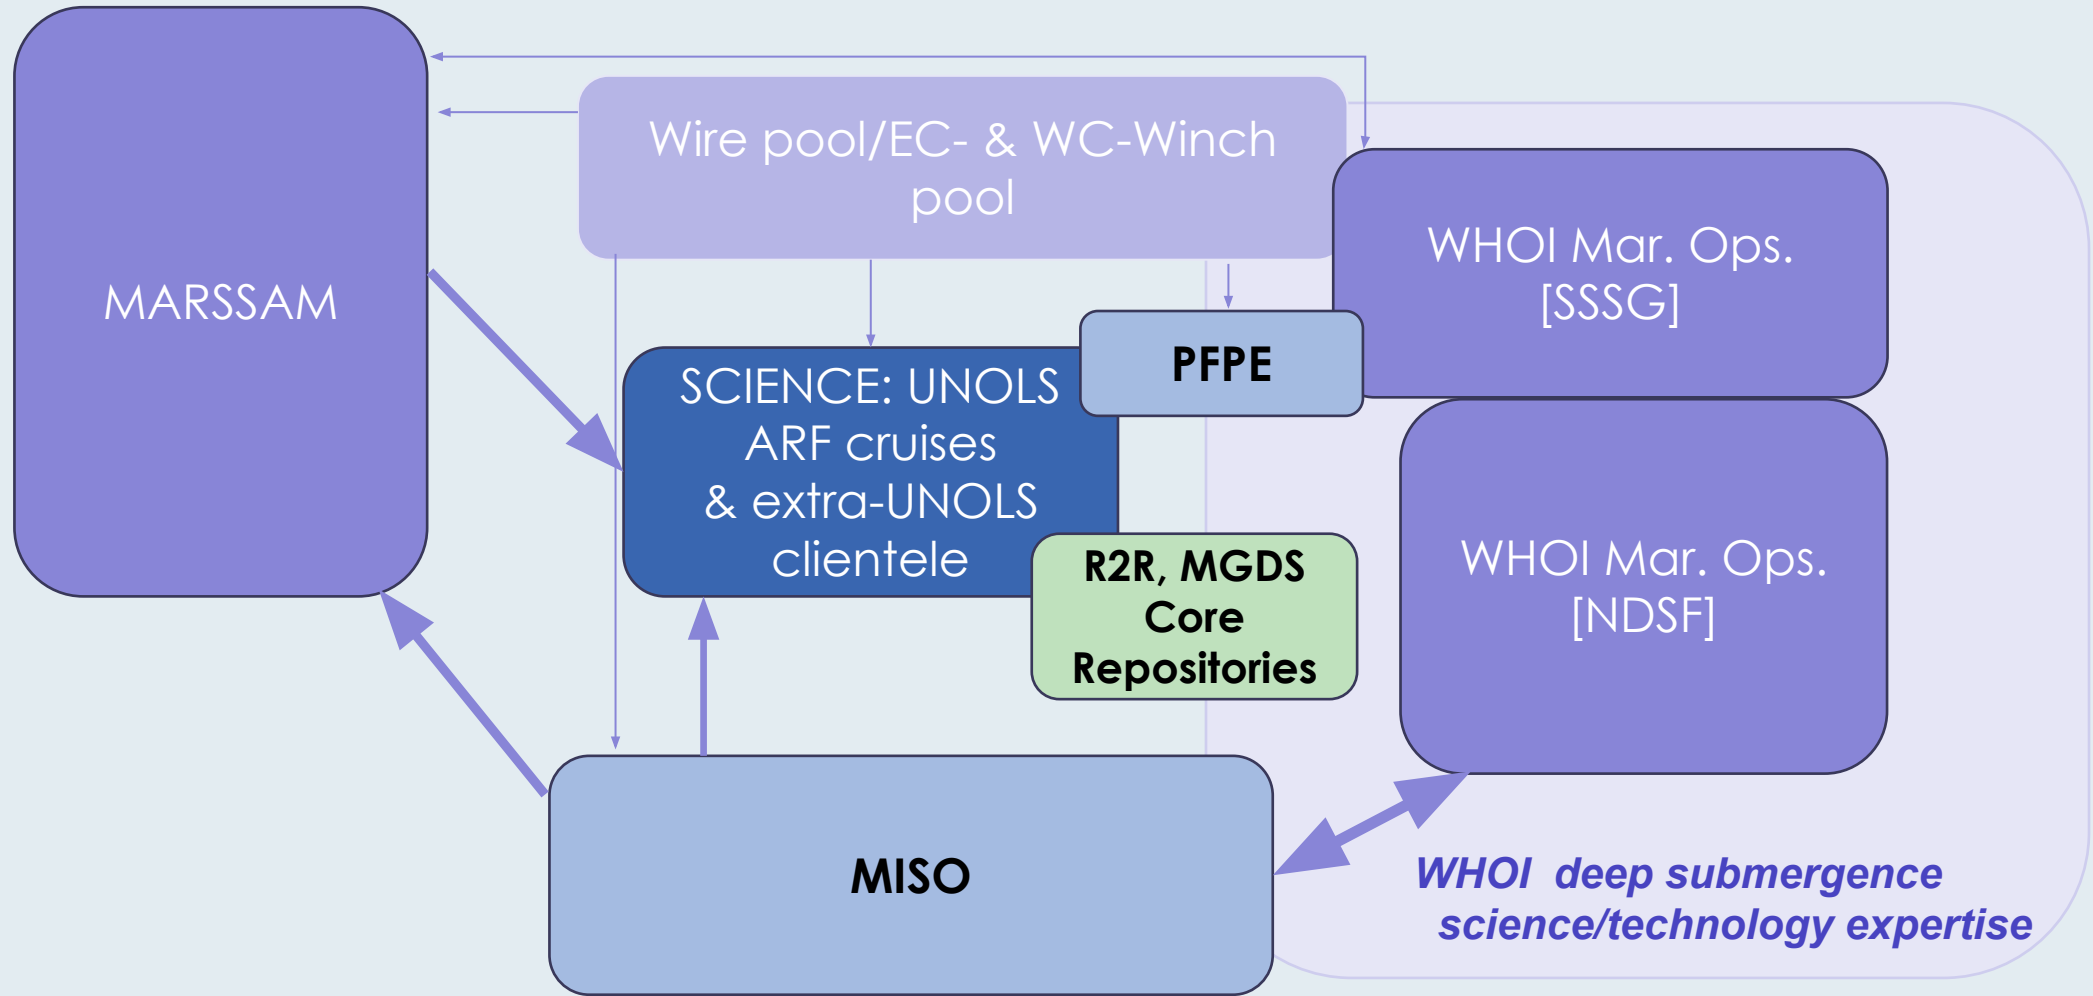 Wire pool/EC- & WC-Winch
pool
MARSSAM
WHOI Mar. Ops.
[SSSG]
PFPE
SCIENCE: UNOLS
ARF cruises
& extra-UNOLS
clientele
R2R, MGDS
Core
Repositories
WHOI Mar. Ops.
[NDSF]
MISO
WHOI  deep submergence
science/technology expertise